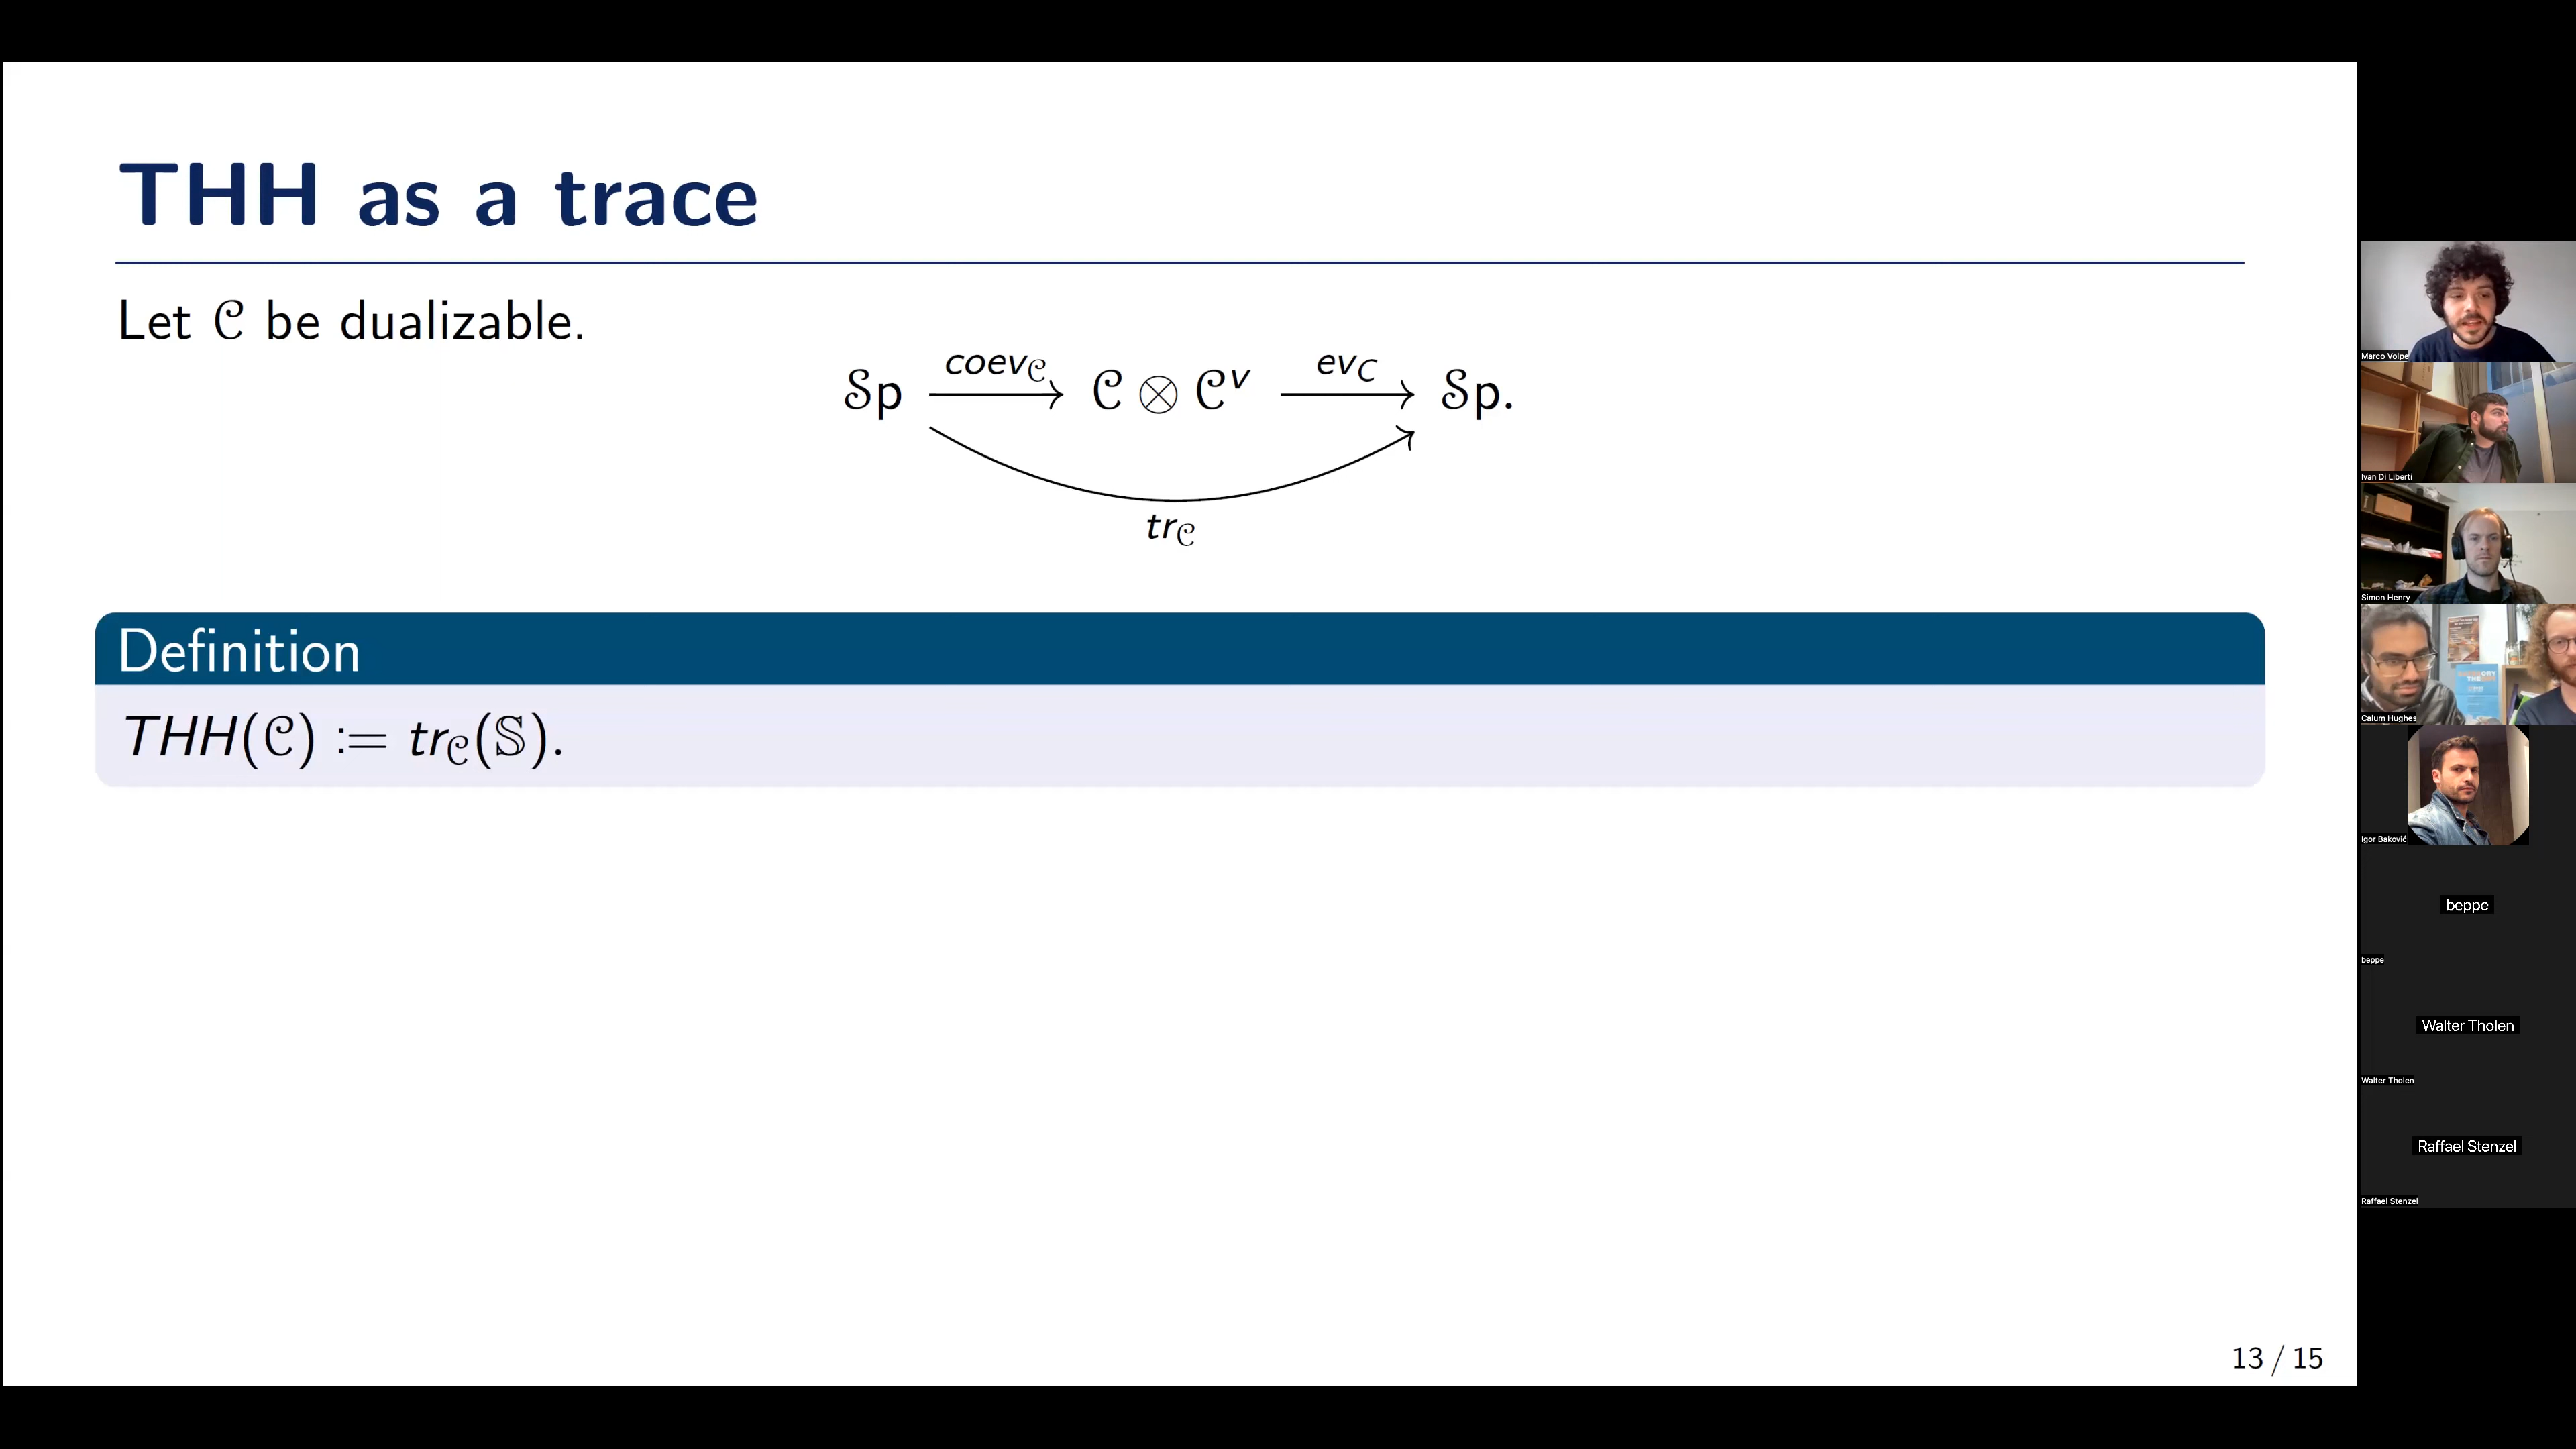 THH as a trace
Let 𝒞 be dualizable.
𝒮p —coev_𝒞→ 𝒞 ⊗ 𝒞^v —ev_C→ 𝒮p.
tr_𝒞
Definition
THH(𝒞) := tr_𝒞(𝕊).
13 / 15
Marco Volpe
Ivan Di Liberti
Simon Henry
Calum Hughes
Igor Baković
beppe
beppe
Walter Tholen
Walter Tholen
Raffael Stenzel
Raffael Stenzel